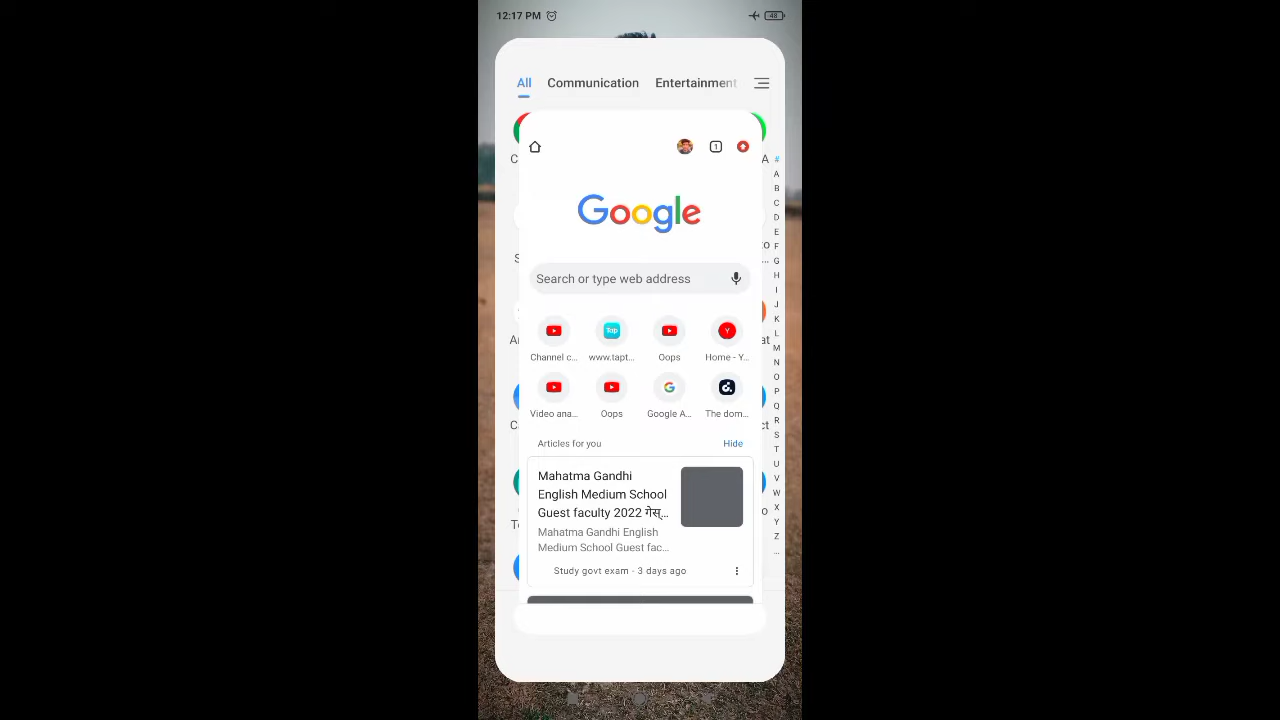 12:17 PM
48
All Communication Entertainment
1
Google
Search or type web address
Channel c... www.tapt... Oops Home - Y...
Video ana... Oops Google A... The dom...
Articles for you Hide
Mahatma Gandhi
English Medium School
Guest faculty 2022 गेस्...
Mahatma Gandhi English
Medium School Guest fac...
Study govt exam · 3 days ago
#
A
B
C
D
E
F
G
H
I
J
K
L
M
N
O
P
Q
R
S
T
U
V
W
X
Y
Z
...